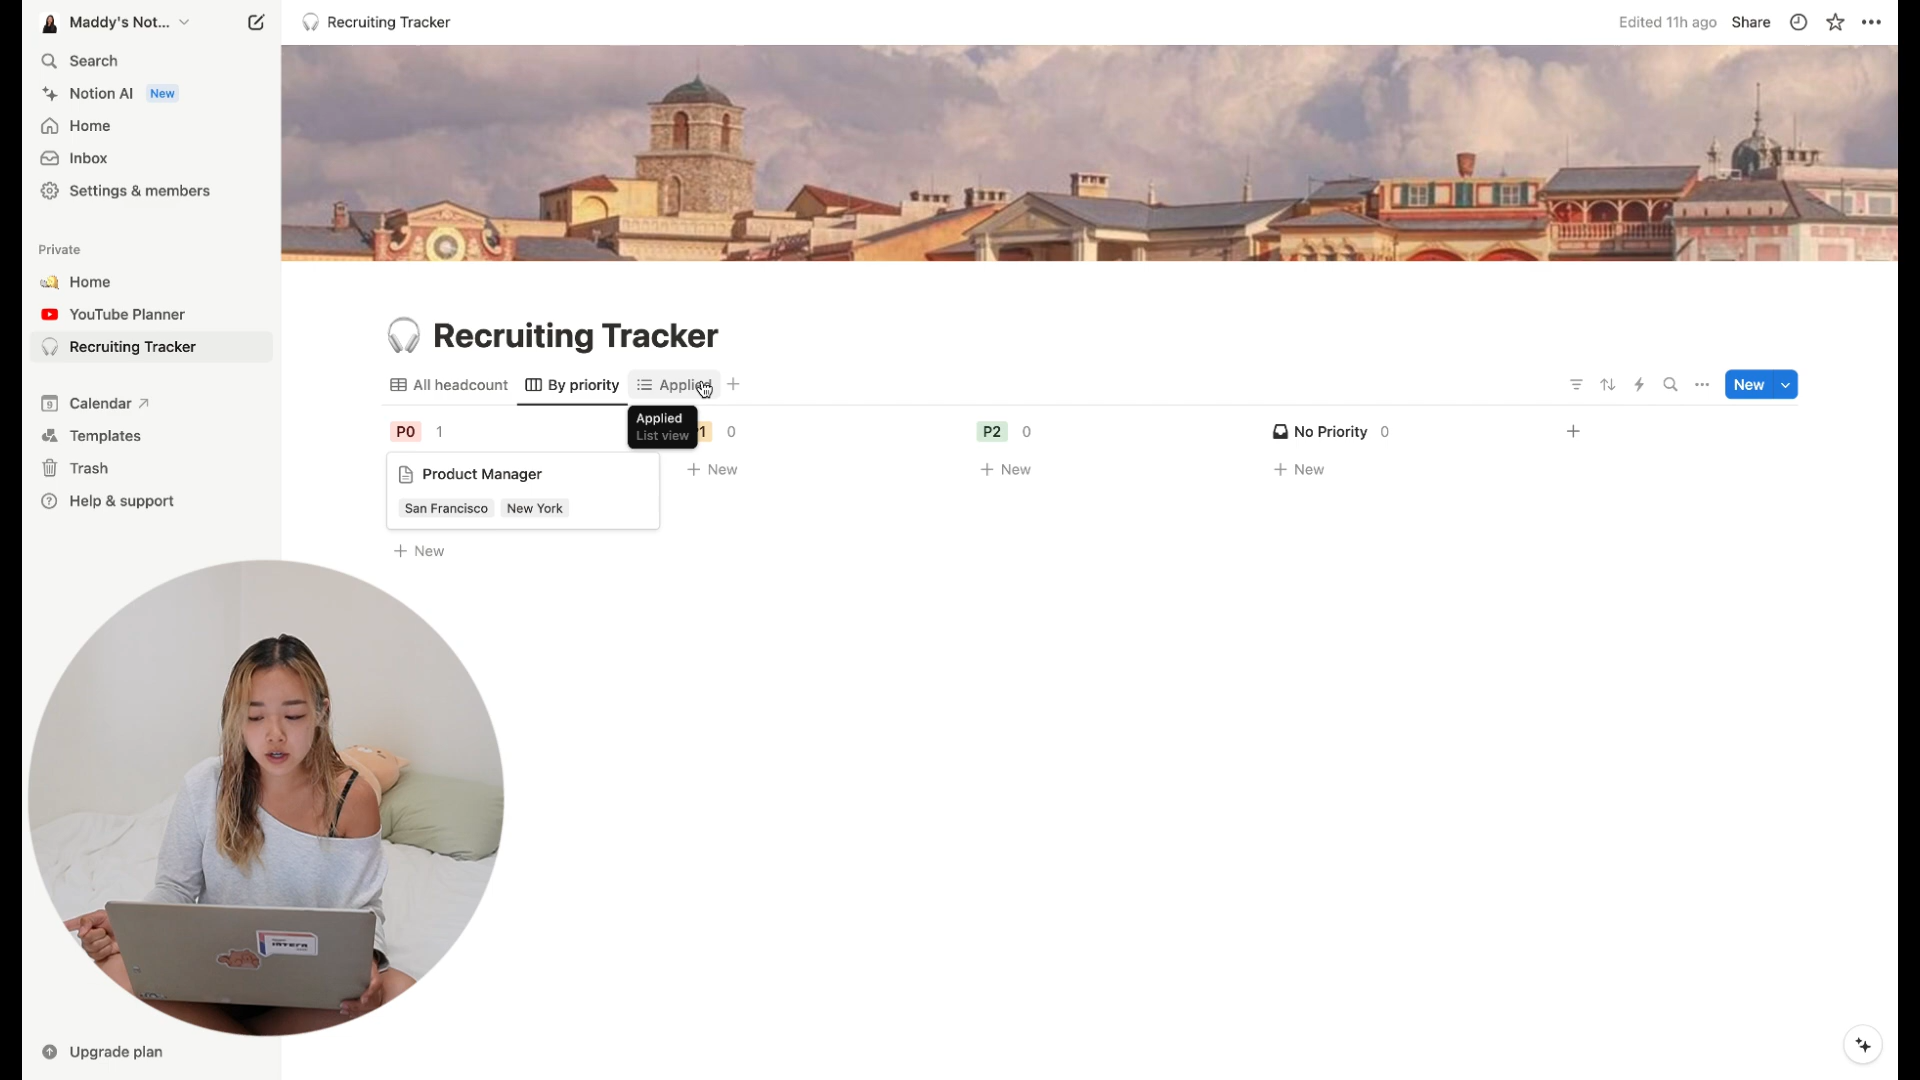 Maddy's Not...
Search
Notion AI New
Home
Inbox
Settings & members
Private
Home
YouTube Planner
Recruiting Tracker
9 Calendar
Templates
Trash
Help & support
Upgrade plan
Recruiting Tracker
Edited 11h ago Share
Recruiting Tracker
All headcount By priority Applied
New
Applied
List view
P0 1
Product Manager
San Francisco New York
+ New
1 0
+ New
P2 0
+ New
No Priority 0
+ New